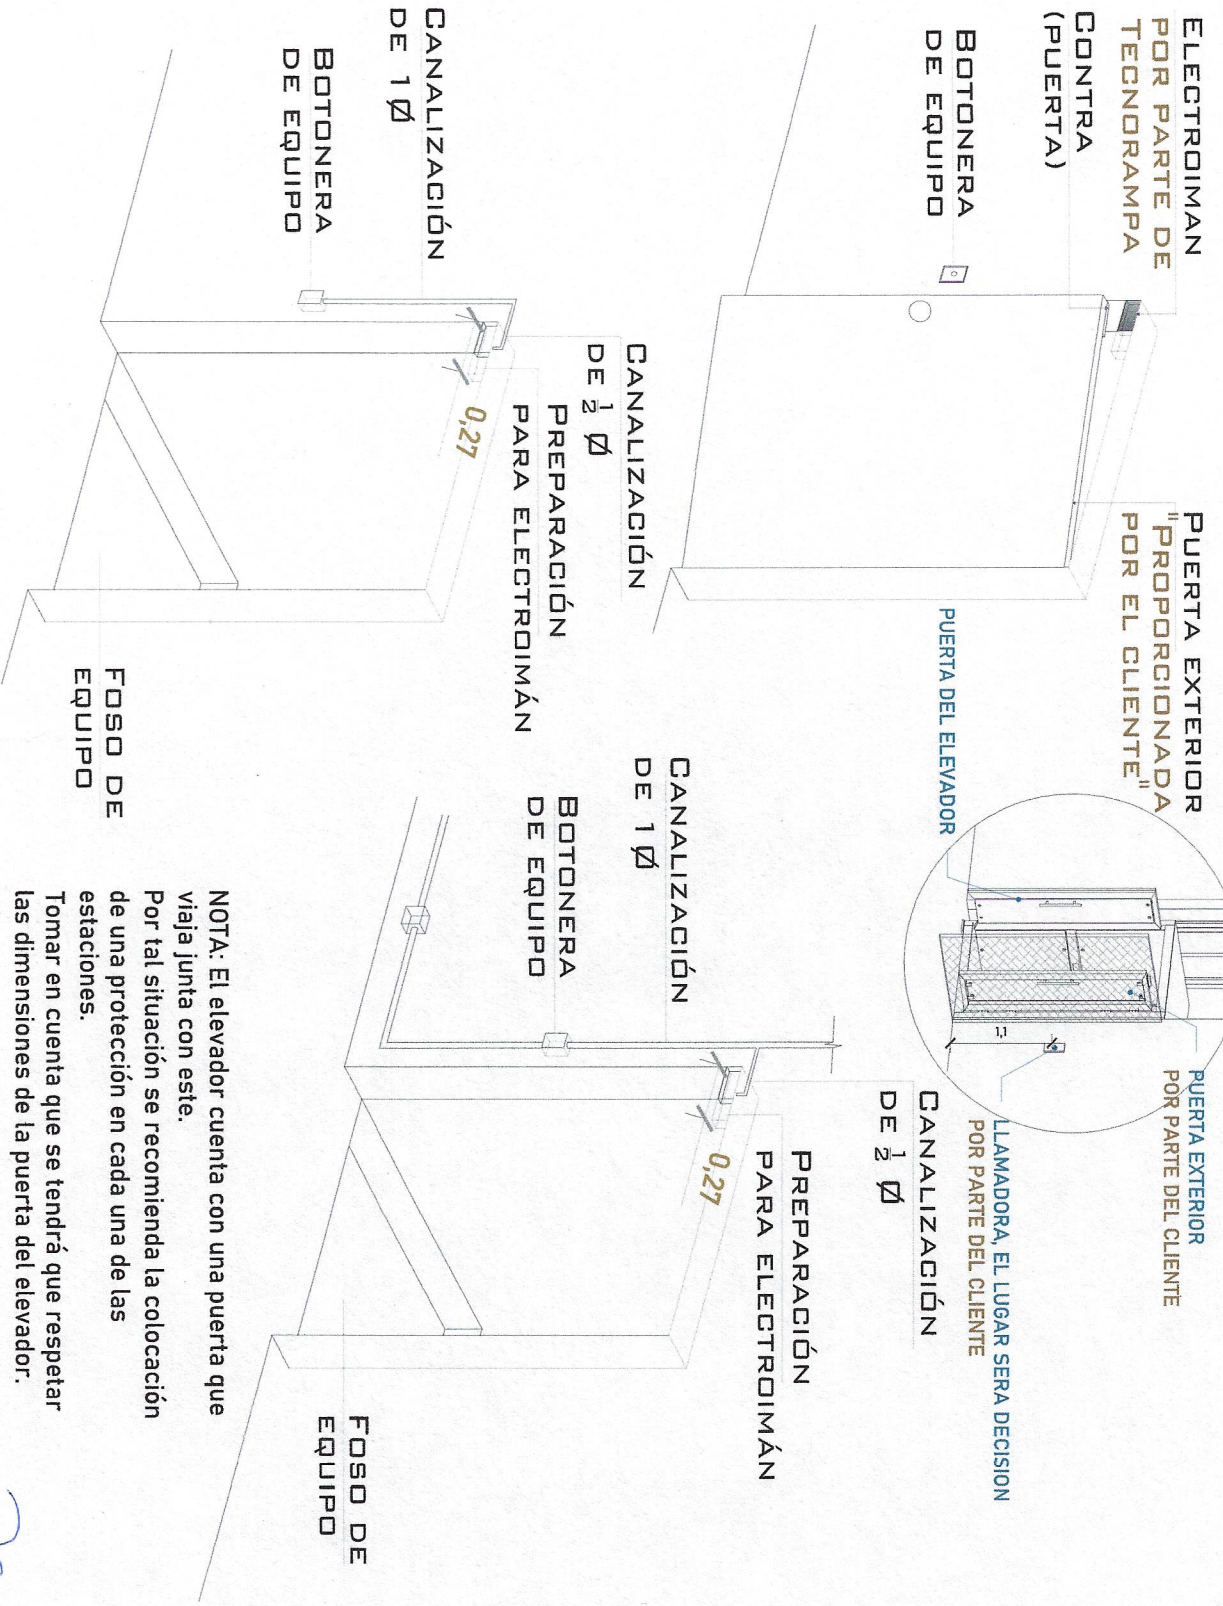 ELECTROIMAN
POR PARTE DE
TECNORAMPA
CONTRA
(PUERTA)
BOTONERA
DE EQUIPO
PUERTA EXTERIOR
"PROPORCIONADA
POR EL CLIENTE"
PUERTA DEL ELEVADOR
PUERTA EXTERIOR
POR PARTE DEL CLIENTE
1,1
LLAMADORA, EL LUGAR SERA DECISION
POR PARTE DEL CLIENTE
CANALIZACIÓN
DE 1 Ø
BOTONERA
DE EQUIPO
CANALIZACIÓN
DE 1/2 Ø
PREPARACIÓN
PARA ELECTROIMÁN
0,27
FOSO DE
EQUIPO
CANALIZACIÓN
DE 1 Ø
BOTONERA
DE EQUIPO
CANALIZACIÓN
DE 1/2 Ø
PREPARACIÓN
PARA ELECTROIMÁN
0,27
FOSO DE
EQUIPO
NOTA: El elevador cuenta con una puerta que
viaja junta con este.
Por tal situación se recomienda la colocación
de una protección en cada una de las
estaciones.
Tomar en cuenta que se tendrá que respetar
las dimensiones de la puerta del elevador.